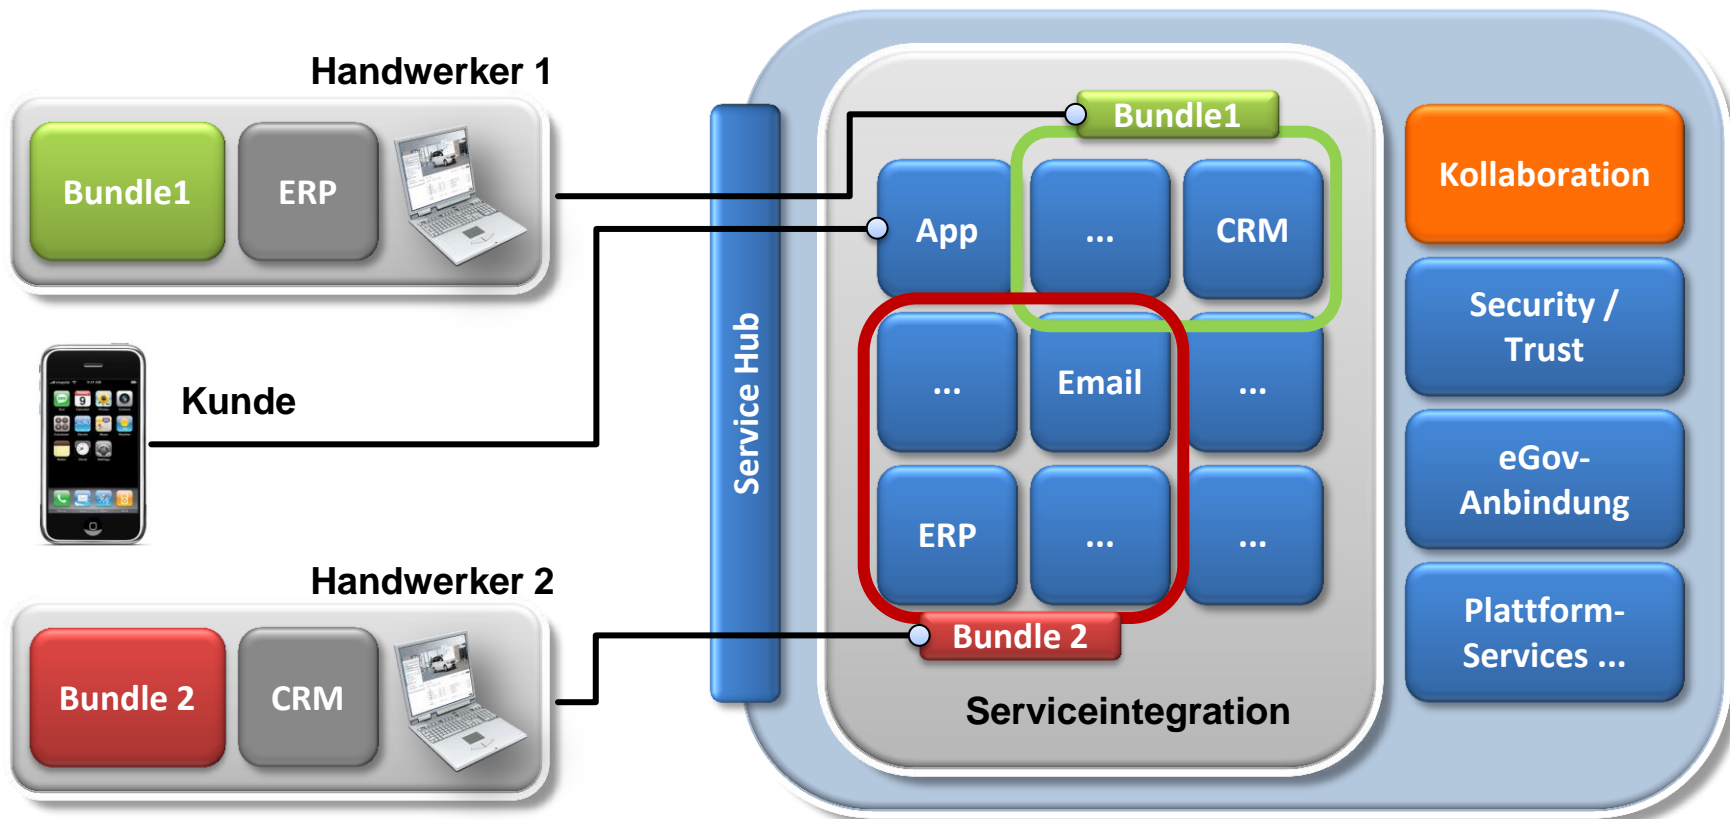 Handwerker 1
Bundle1
ERP
Kunde
Handwerker 2
Bundle 2
CRM
Service Hub
Bundle1
App
...
CRM
...
Email
...
ERP
...
...
Bundle 2
Serviceintegration
Kollaboration
Security /
Trust
eGov-
Anbindung
Plattform-
Services ...